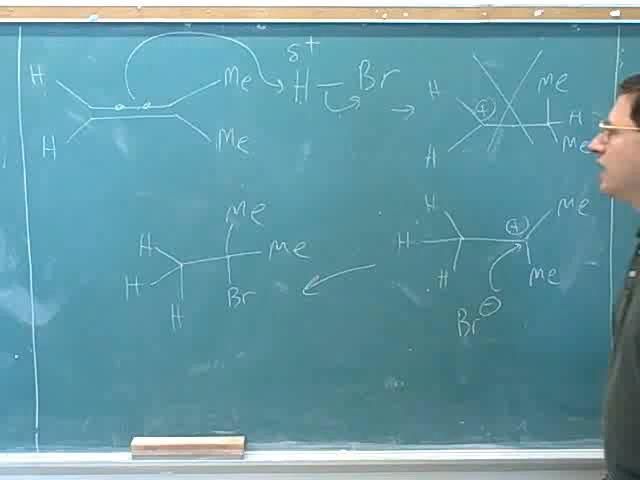 H Me δ+ H — Br → H ⊕ Me H
H Me H Me
H Me Me H ⊕ Me
H H Br H H Me
Br⊖